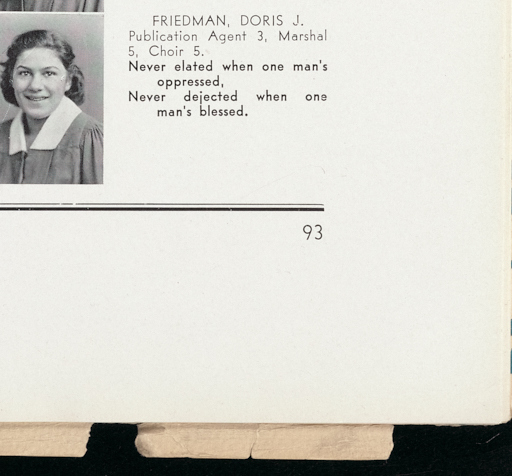 FRIEDMAN, DORIS J.
Publication Agent 3, Marshal
5, Choir 5.
Never elated when one man's
oppressed,
Never dejected when one
man's blessed.
93